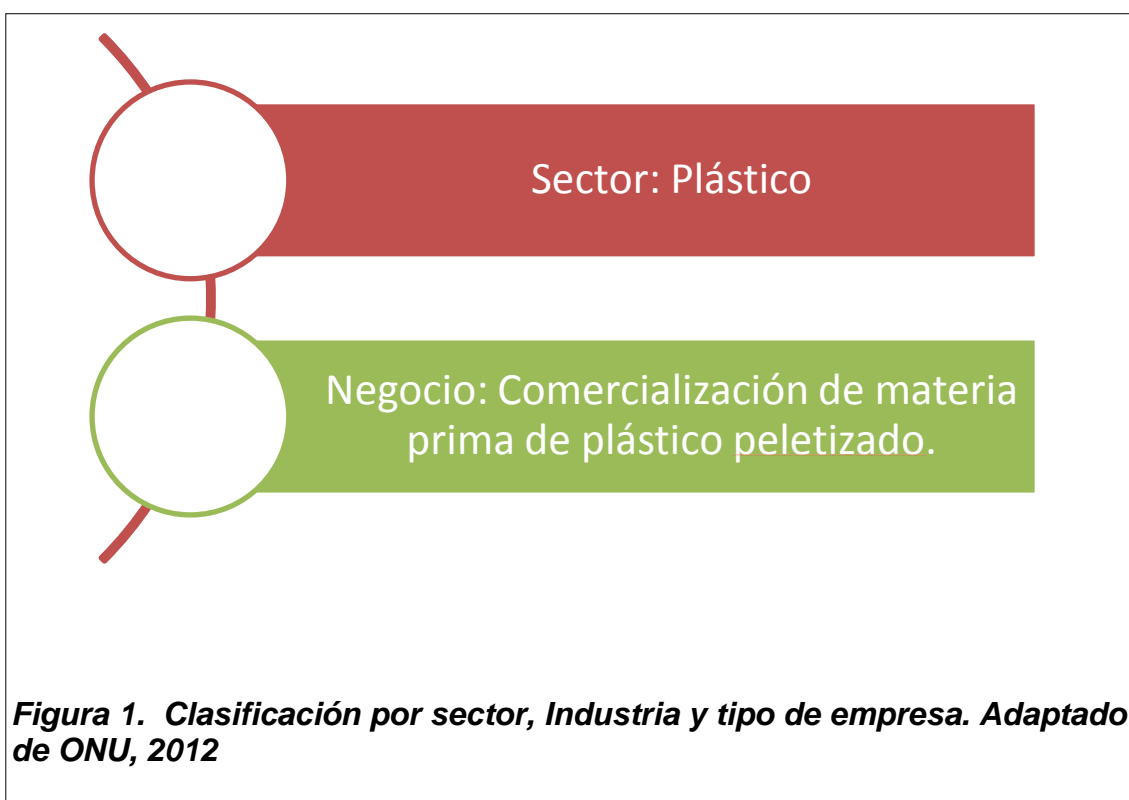 Sector: Plástico
Negocio: Comercialización de materia
prima de plástico peletizado.
Figura 1. Clasificación por sector, Industria y tipo de empresa. Adaptado
de ONU, 2012